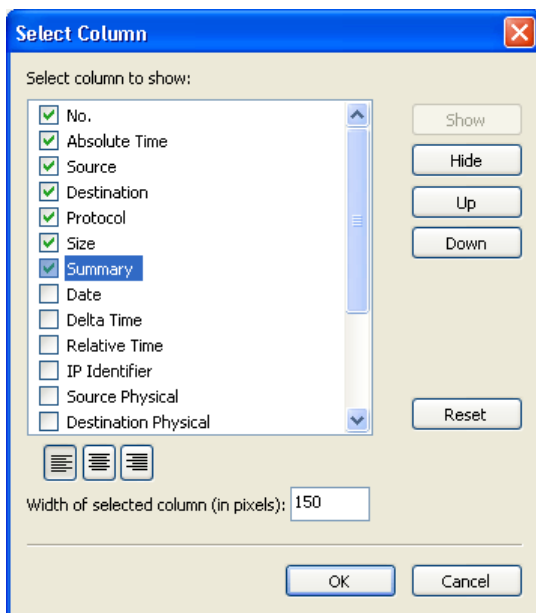 Select Column
Select column to show:
No.
Absolute Time
Source
Destination
Protocol
Size
Summary
Date
Delta Time
Relative Time
IP Identifier
Source Physical
Destination Physical
Show
Hide
Up
Down
Reset
Width of selected column (in pixels): 150
OK
Cancel